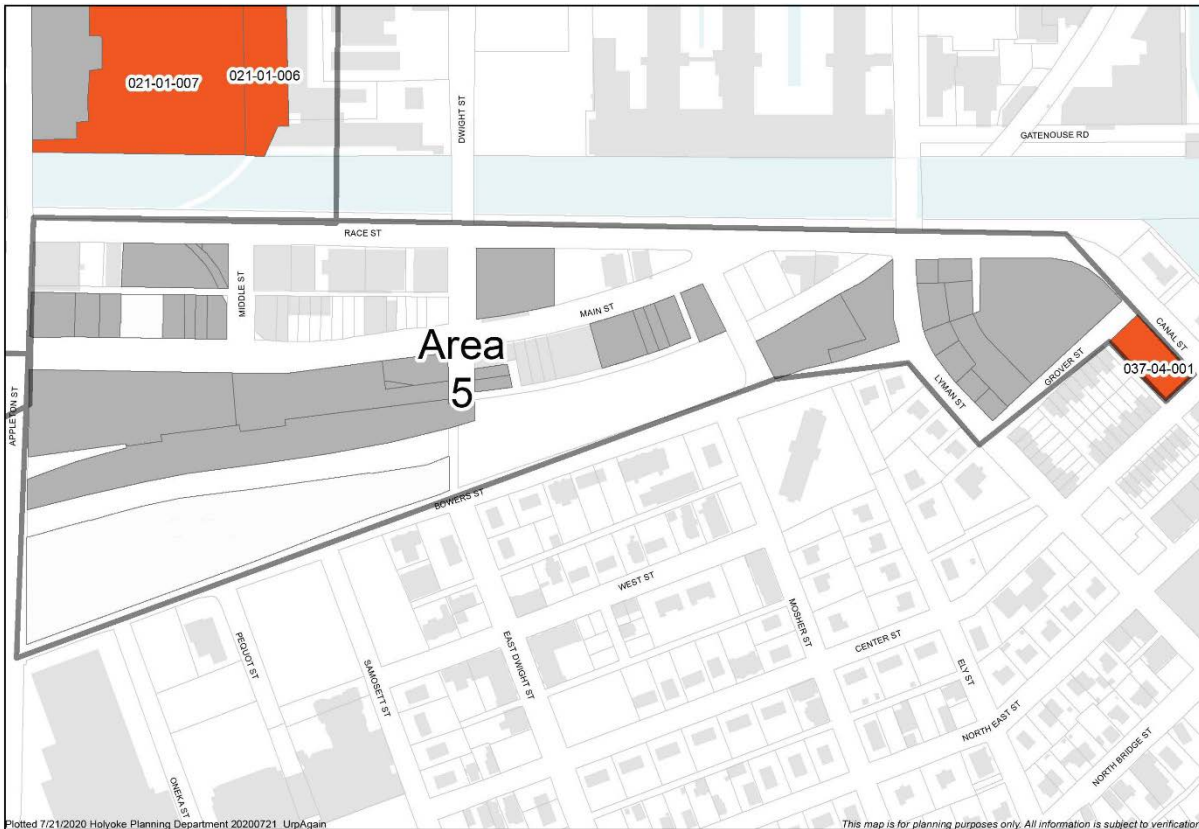 021-01-007
021-01-006
DWIGHT ST
GATENOUSE RD
RACE ST
MIDDLE ST
MAIN ST
CANAL ST
Area
5
037-04-001
GROVER ST
LYMAN ST
APPLETON ST
BOWERS ST
WEST ST
MOSHER ST
CENTER ST
PEQUOT ST
SAMOSETT ST
EAST DWIGHT ST
ELY ST
NORTH EAST ST
NORTH BRIDGE ST
ONEKA ST
Plotted 7/21/2020 Holyoke Planning Department 20200721_UrpAgain
This map is for planning purposes only. All information is subject to verification